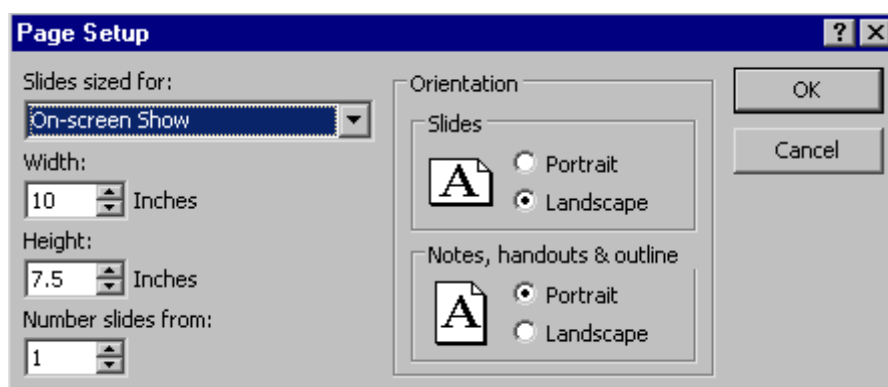 Page Setup
Slides sized for:
On-screen Show
Width:
10 Inches
Height:
7.5 Inches
Number slides from:
1
Orientation
Slides
A
Portrait
Landscape
Notes, handouts & outline
A
Portrait
Landscape
OK
Cancel